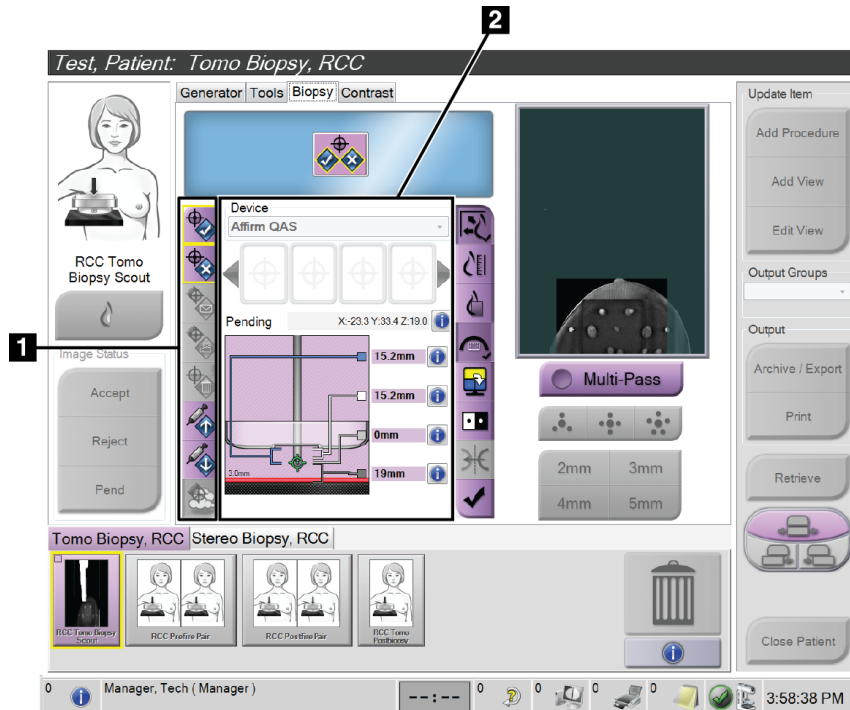 2
Test, Patient: Tomo Biopsy, RCC
Generator Tools Biopsy Contrast
Update Item
Add Procedure
Add View
Edit View
Output Groups
Output
Archive / Export
Print
Retrieve
Close Patient
RCC Tomo
Biopsy Scout
1
Image Status
Accept
Reject
Pend
Device
Affirm QAS
Pending X:-23.3 Y:33.4 Z:19.0
15.2mm
15.2mm
0mm
19mm
3.0mm
Multi-Pass
2mm 3mm
4mm 5mm
Tomo Biopsy, RCC Stereo Biopsy, RCC
RCC Tomo Biopsy
Scout
RCC Prefire Pair
RCC Postfire Pair
RCC Tomo
Postbiopsy
0 Manager, Tech ( Manager ) --:-- 0 0 0 0 3:58:38 PM